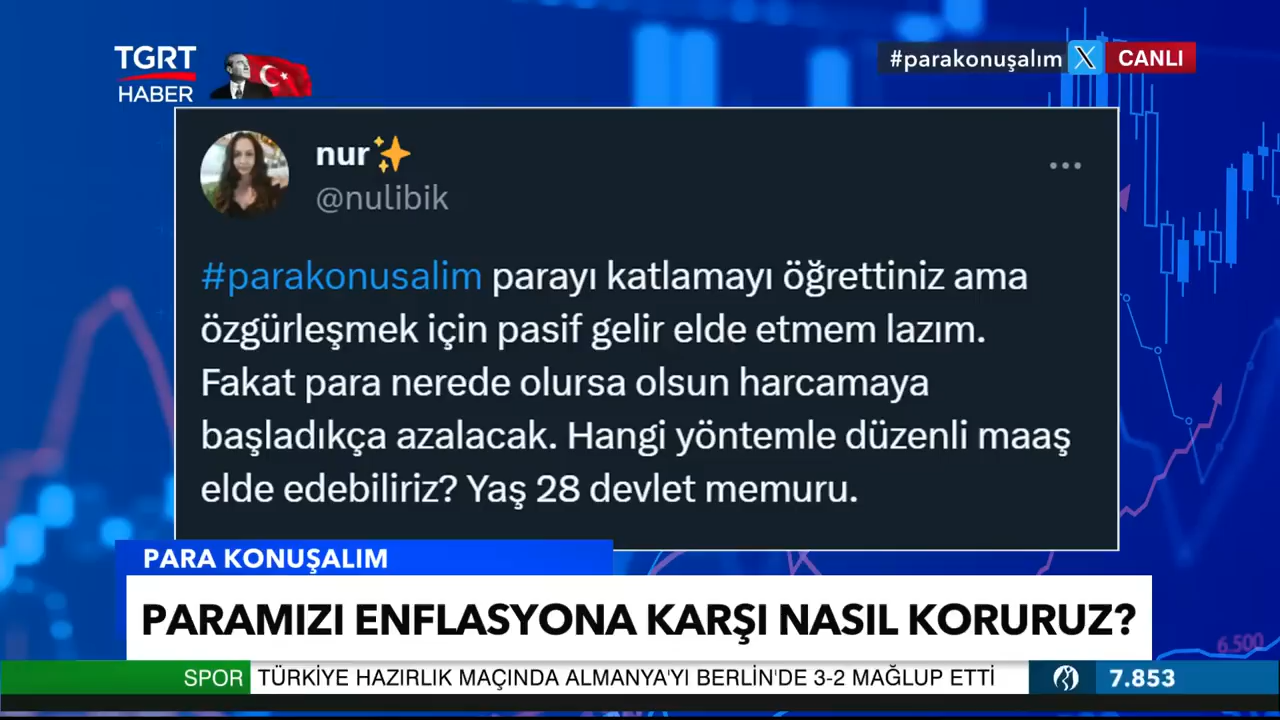 TGRT
HABER
#parakonuşalım X CANLI
nur✨
@nulibik
#parakonusalim parayı katlamayı öğrettiniz ama
özgürleşmek için pasif gelir elde etmem lazım.
Fakat para nerede olursa olsun harcamaya
başladıkça azalacak. Hangi yöntemle düzenli maaş
elde edebiliriz? Yaş 28 devlet memuru.
PARA KONUŞALIM
PARAMIZI ENFLASYONA KARŞI NASIL KORURUZ?
6.500
SPOR TÜRKİYE HAZIRLIK MAÇINDA ALMANYA'YI BERLİN'DE 3-2 MAĞLUP ETTİ 7.853